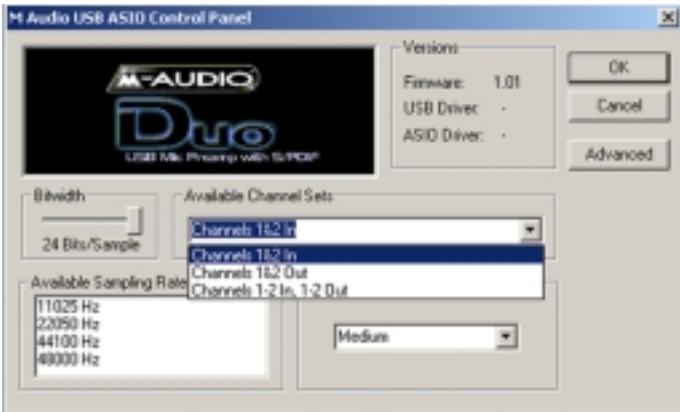 M Audio USB ASIO Control Panel
M-AUDIO
Duo
USB Mic Preamp with S/PDIF
Versions
Firmware: 1.01
USB Driver: -
ASIO Driver: -
OK
Cancel
Advanced
Bitwidth
24 Bits/Sample
Available Channel Sets
Channels 1&2 In
Channels 1&2 In
Channels 1&2 Out
Channels 1-2 In, 1-2 Out
Available Sampling Rate
11025 Hz
22050 Hz
44100 Hz
48000 Hz
Medium